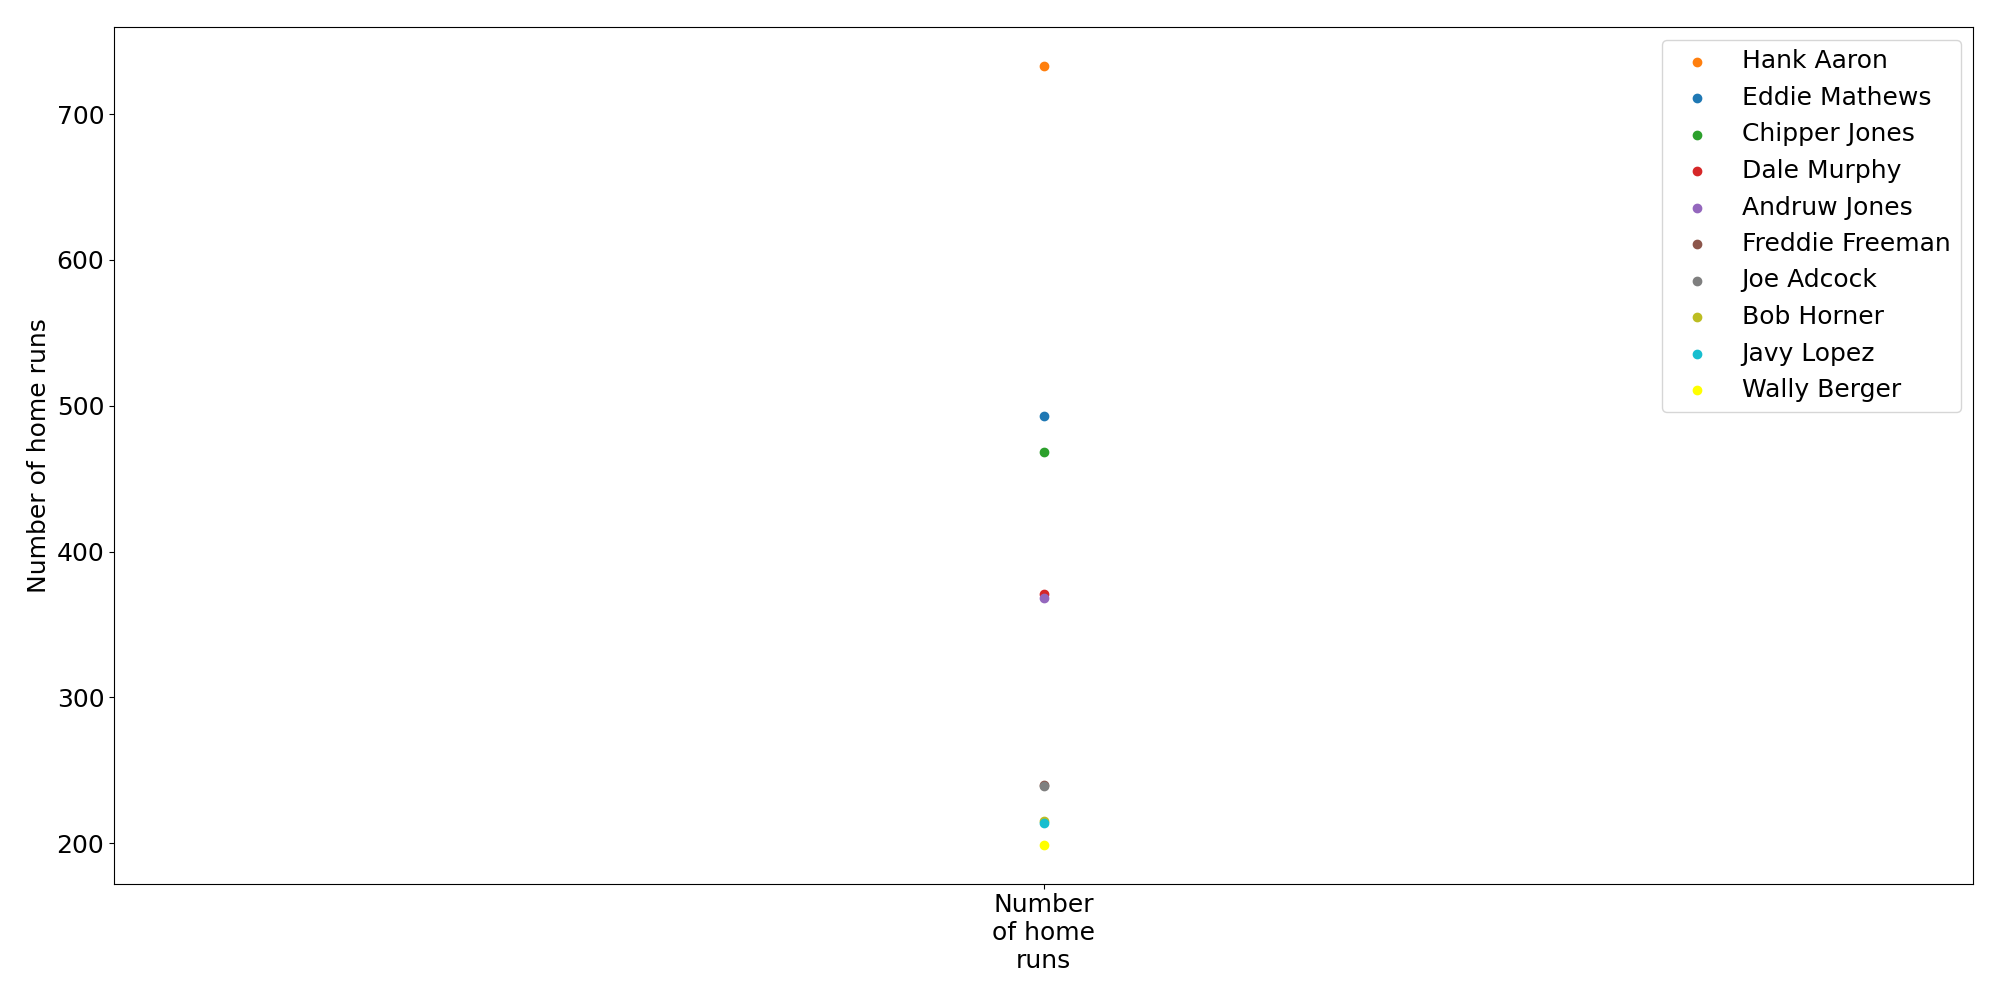 700
600
500
400
300
200
Number of home runs
Number
of home
runs
Hank Aaron
Eddie Mathews
Chipper Jones
Dale Murphy
Andruw Jones
Freddie Freeman
Joe Adcock
Bob Horner
Javy Lopez
Wally Berger